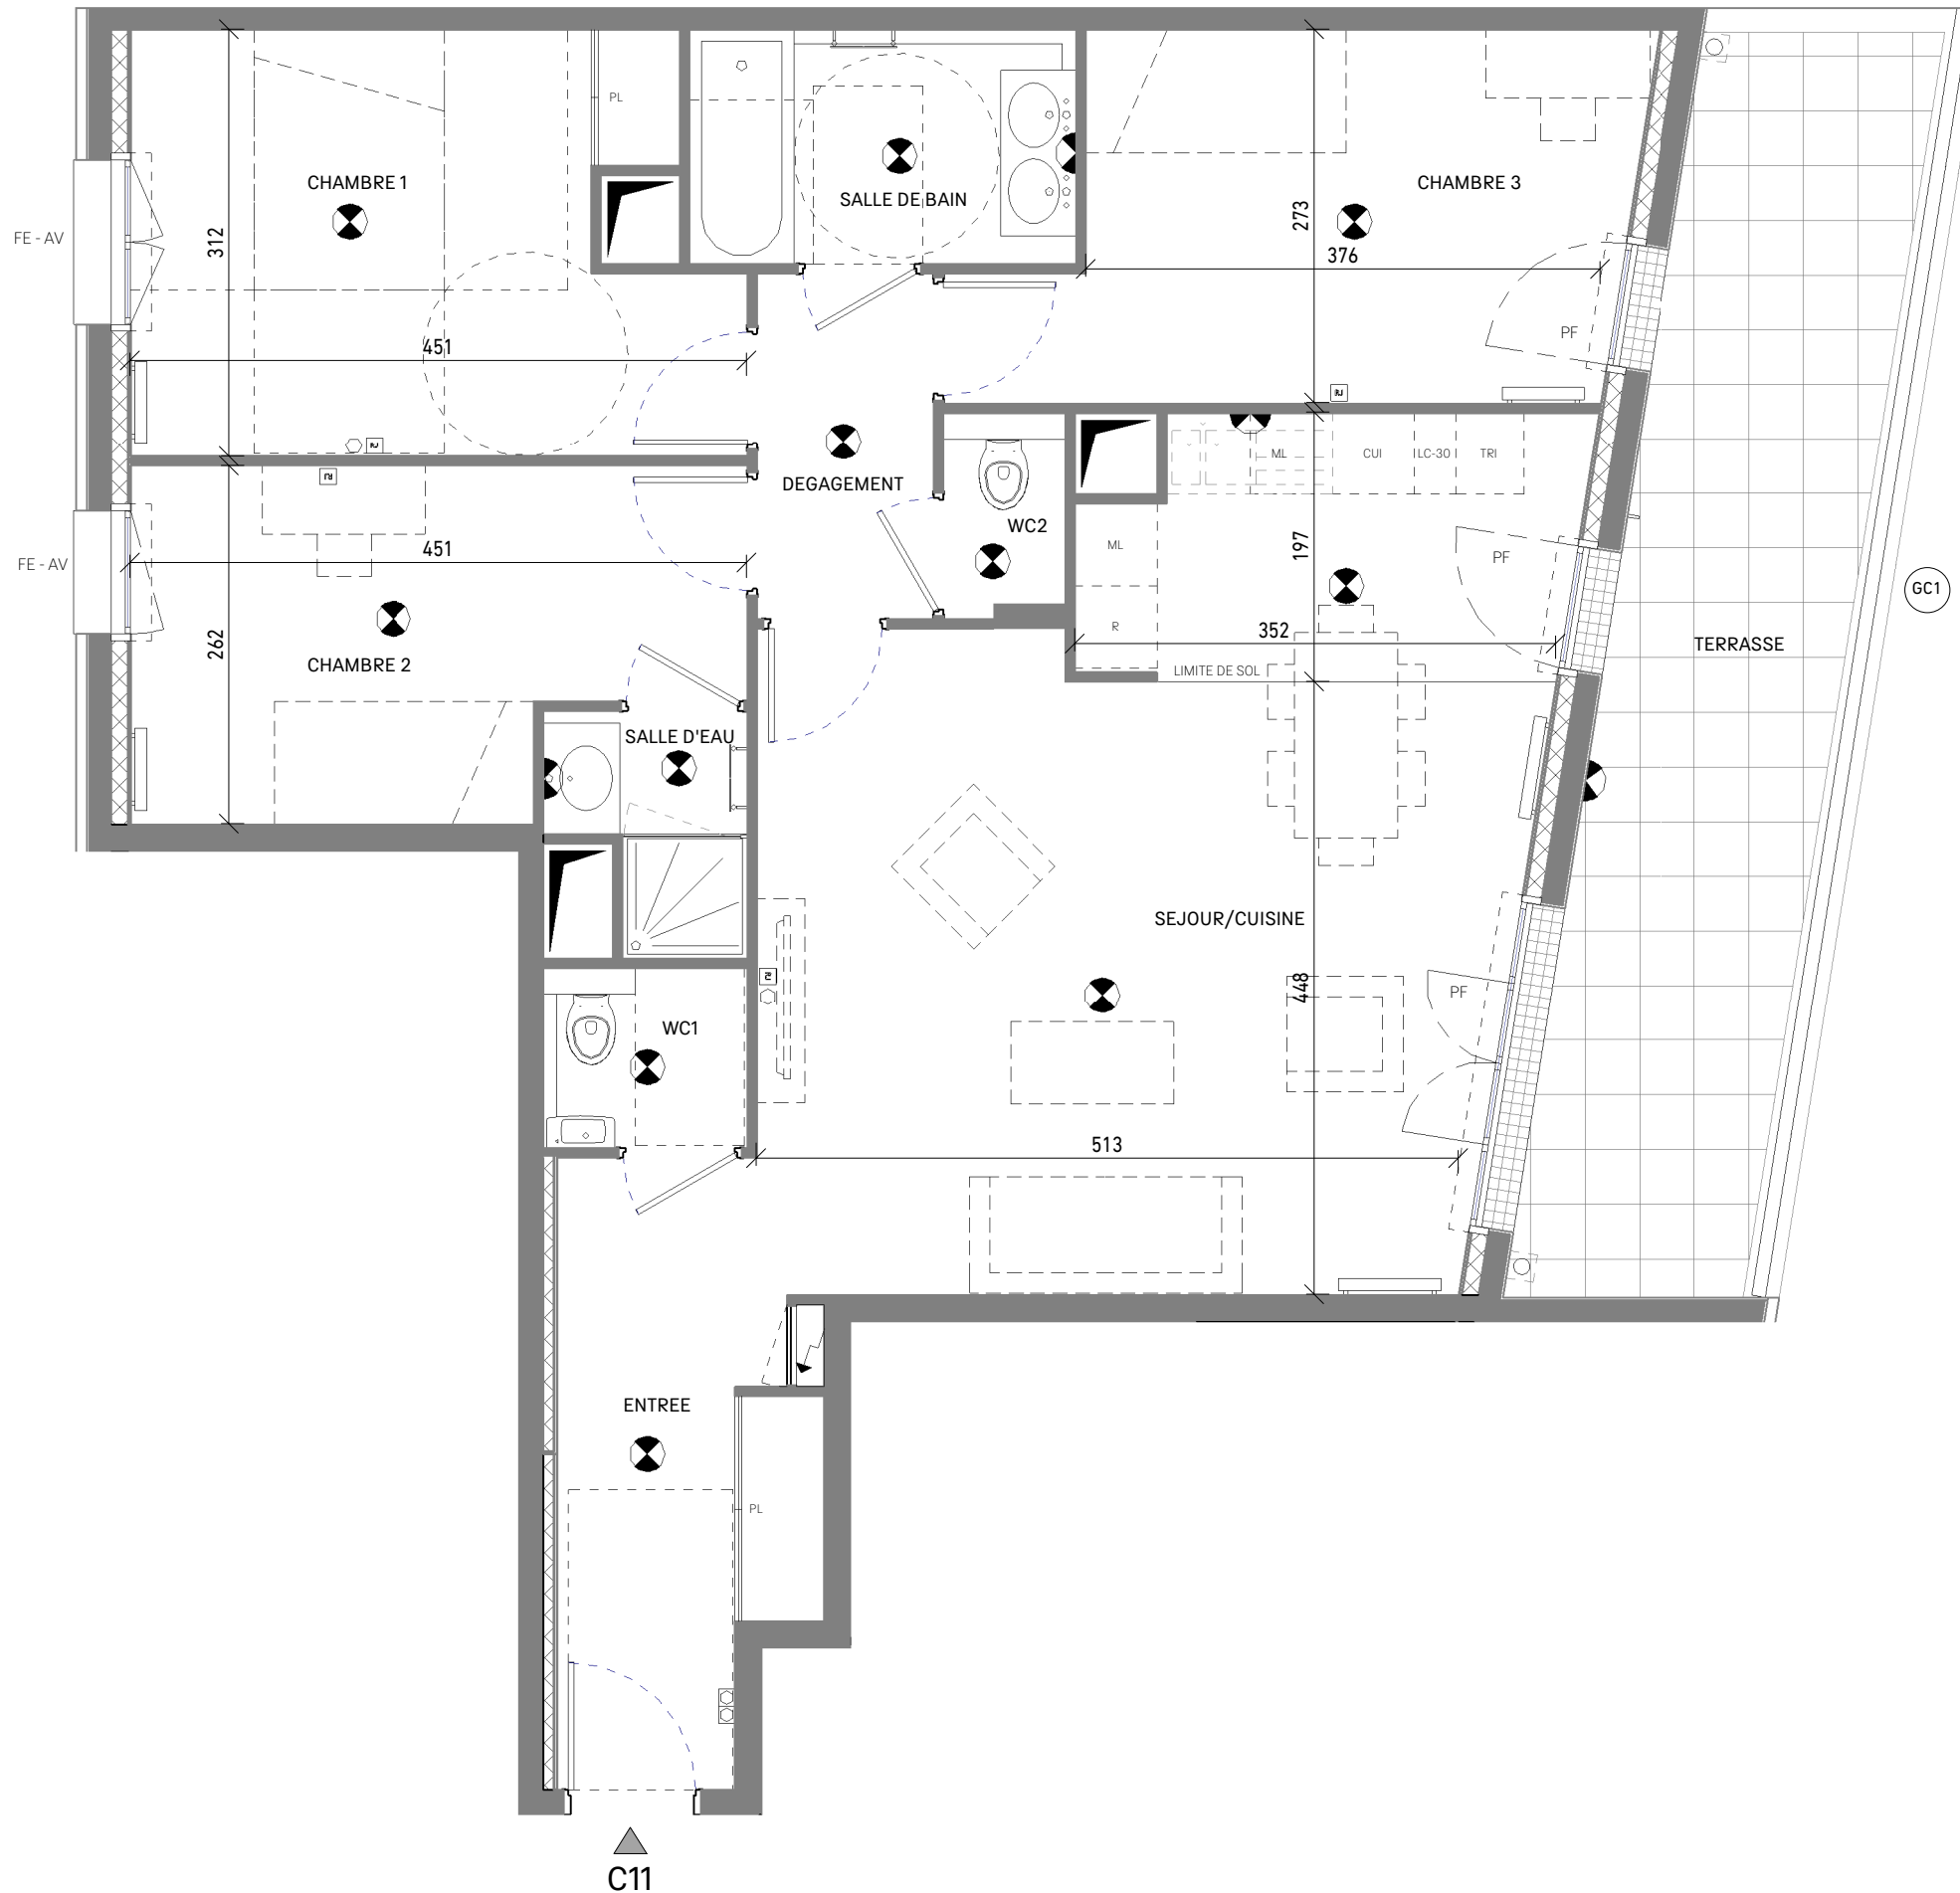 PL
CHAMBRE 1
SALLE DE BAIN
CHAMBRE 3
FE - AV
312
273
376
451
PF
ML
CUI
LC-30
TRI
DEGAGEMENT
WC2
451
FE - AV
ML
197
PF
GC1
R
352
262
CHAMBRE 2
LIMITE DE SOL
TERRASSE
SALLE D'EAU
SEJOUR/CUISINE
448
PF
WC1
513
ENTREE
PL
C11